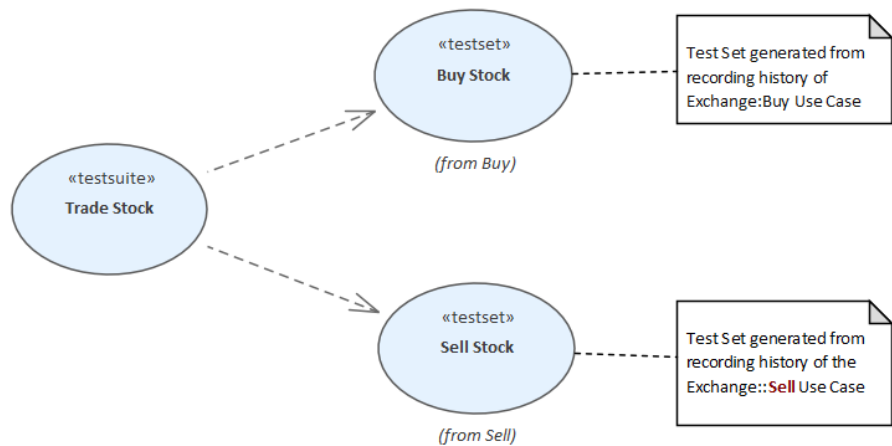 «testset»
Buy Stock
(from Buy)
Test Set generated from
recording history of
Exchange:Buy Use Case
«testsuite»
Trade Stock
«testset»
Sell Stock
(from Sell)
Test Set generated from
recording history of the
Exchange::Sell Use Case